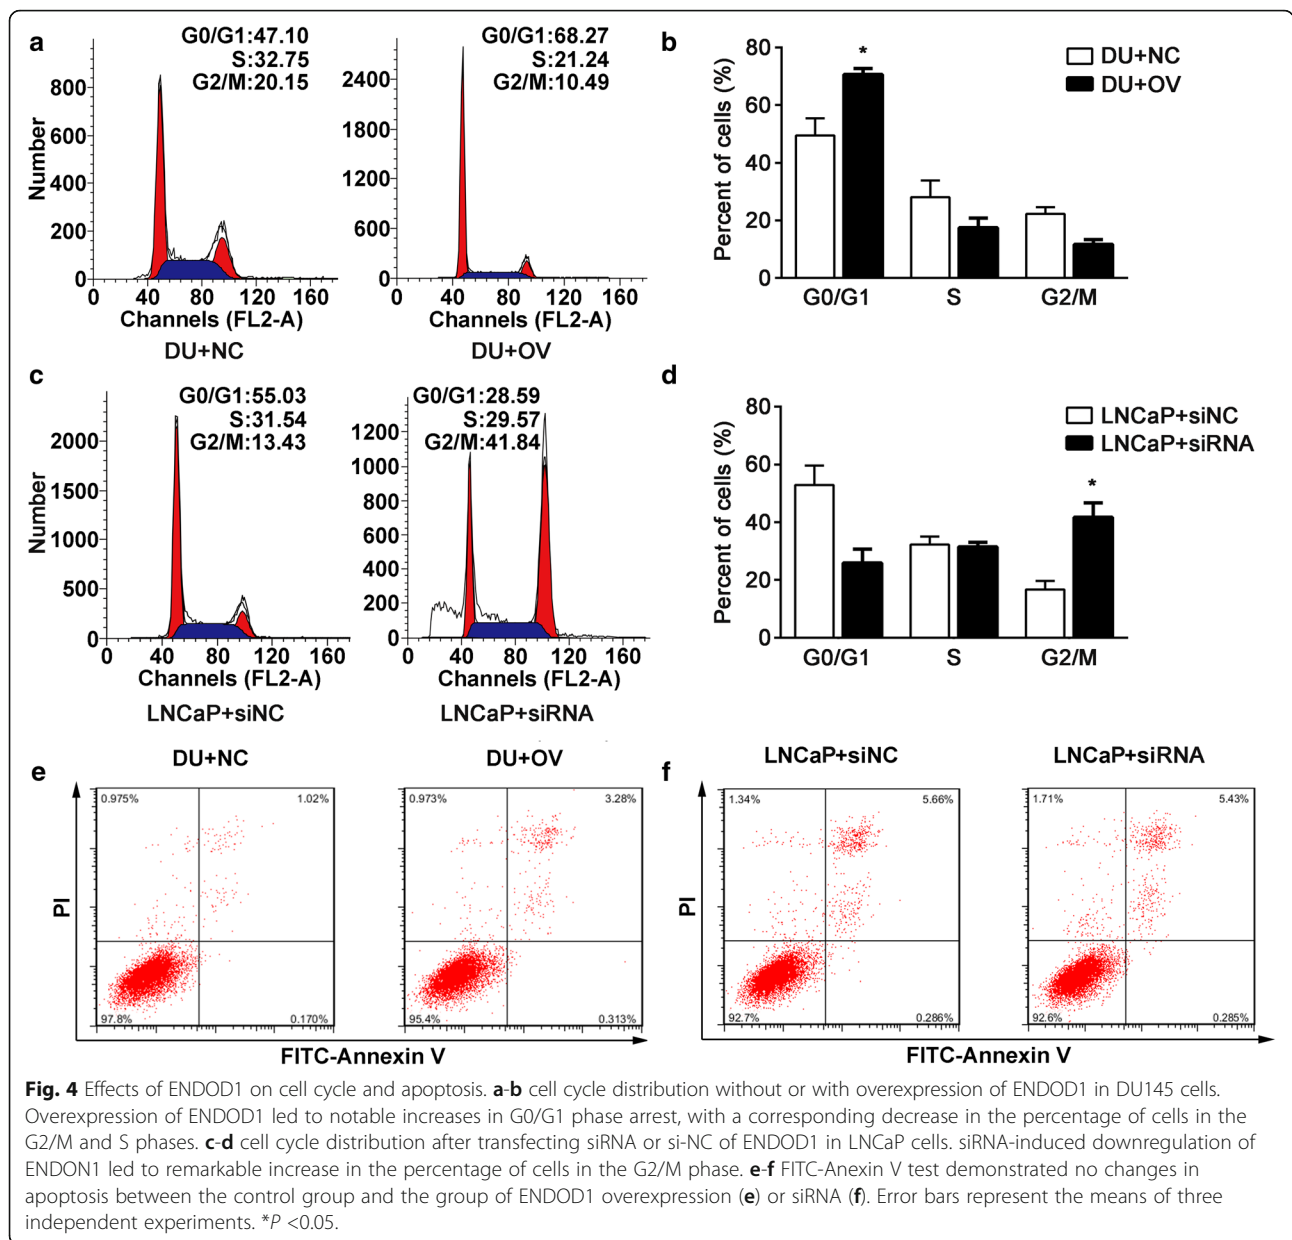 a
G0/G1:47.10
S:32.75
G2/M:20.15
800
600
400
200
0
Number
0 40 80 120 160
Channels (FL2-A)
DU+NC
G0/G1:68.27
S:21.24
G2/M:10.49
2400
1800
1200
600
0
0 40 80 120 160
Channels (FL2-A)
DU+OV
b
80
60
40
20
0
Percent of cells (%)
*
DU+NC
DU+OV
G0/G1 S G2/M
c
G0/G1:55.03
S:31.54
G2/M:13.43
2000
1500
1000
500
0
Number
0 40 80 120 160
Channels (FL2-A)
LNCaP+siNC
G0/G1:28.59
S:29.57
G2/M:41.84
1200
1000
800
600
400
200
0
0 40 80 120 160
Channels (FL2-A)
LNCaP+siRNA
d
80
60
40
20
0
Percent of cells (%)
LNCaP+siNC
LNCaP+siRNA
*
G0/G1 S G2/M
e
DU+NC
0.975% 1.02%
97.8% 0.170%
PI
DU+OV
0.973% 3.28%
95.4% 0.313%
FITC-Annexin V
f
LNCaP+siNC
1.34% 5.66%
92.7% 0.286%
PI
LNCaP+siRNA
1.71% 5.43%
92.6% 0.285%
FITC-Annexin V
Fig. 4 Effects of ENDOD1 on cell cycle and apoptosis. a-b cell cycle distribution without or with overexpression of ENDOD1 in DU145 cells.
Overexpression of ENDOD1 led to notable increases in G0/G1 phase arrest, with a corresponding decrease in the percentage of cells in the
G2/M and S phases. c-d cell cycle distribution after transfecting siRNA or si-NC of ENDOD1 in LNCaP cells. siRNA-induced downregulation of
ENDON1 led to remarkable increase in the percentage of cells in the G2/M phase. e-f FITC-Anexin V test demonstrated no changes in
apoptosis between the control group and the group of ENDOD1 overexpression (e) or siRNA (f). Error bars represent the means of three
independent experiments. *P <0.05.